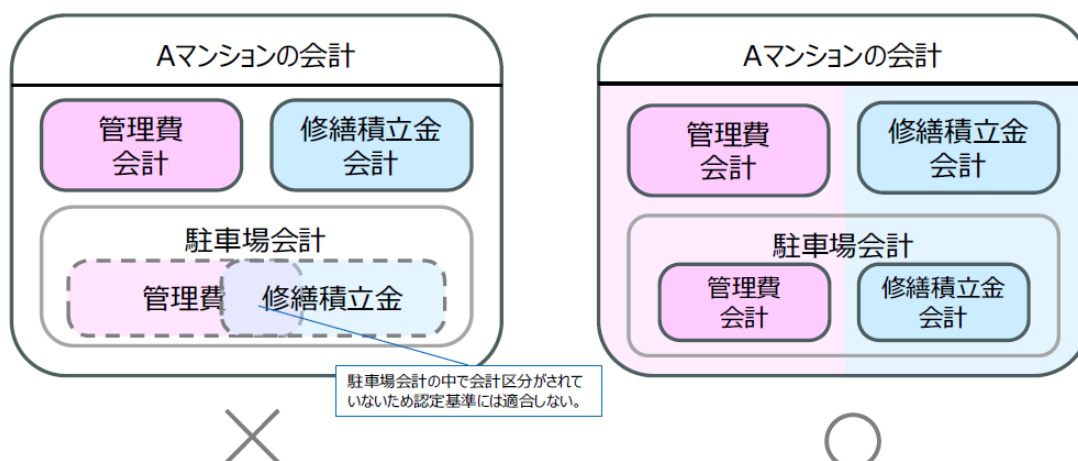 Aマンションの会計
管理費
会計
修繕積立金
会計
駐車場会計
管理費
修繕積立金
駐車場会計の中で会計区分がされ
ていないため認定基準には適合しない。
Aマンションの会計
管理費
会計
修繕積立金
会計
駐車場会計
管理費
会計
修繕積立金
会計